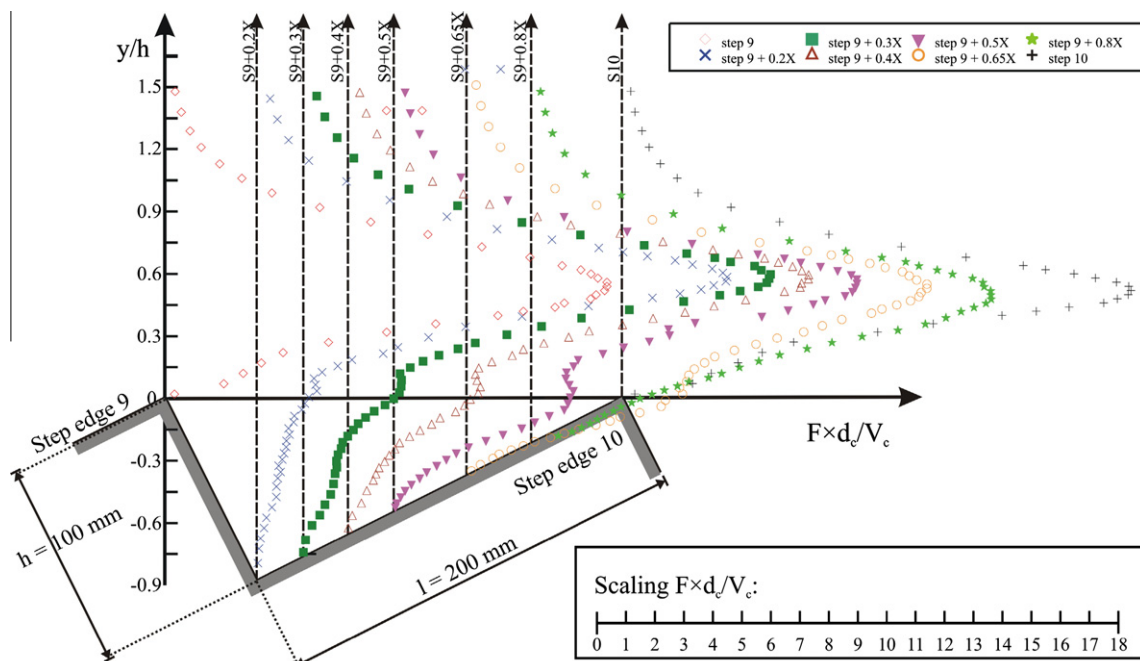 y/h
S9+0.2X
S9+0.3X
S9+0.4X
S9+0.5X
S9+0.65X
S9+0.8X
S10
step 9
step 9 + 0.2X
step 9 + 0.3X
step 9 + 0.4X
step 9 + 0.5X
step 9 + 0.65X
step 9 + 0.8X
step 10
1.5
1.2
0.9
0.6
0.3
0
-0.3
-0.6
-0.9
F×d_c/V_c
Step edge 9
Step edge 10
h = 100 mm
l = 200 mm
Scaling F×d_c/V_c:
0 1 2 3 4 5 6 7 8 9 10 11 12 13 14 15 16 17 18